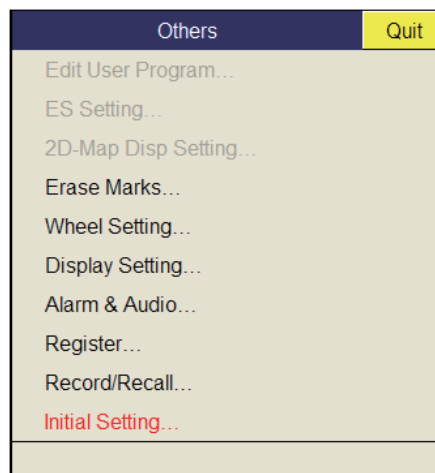 Others Quit
Edit User Program...
ES Setting...
2D-Map Disp Setting...
Erase Marks...
Wheel Setting...
Display Setting...
Alarm & Audio...
Register...
Record/Recall...
Initial Setting...